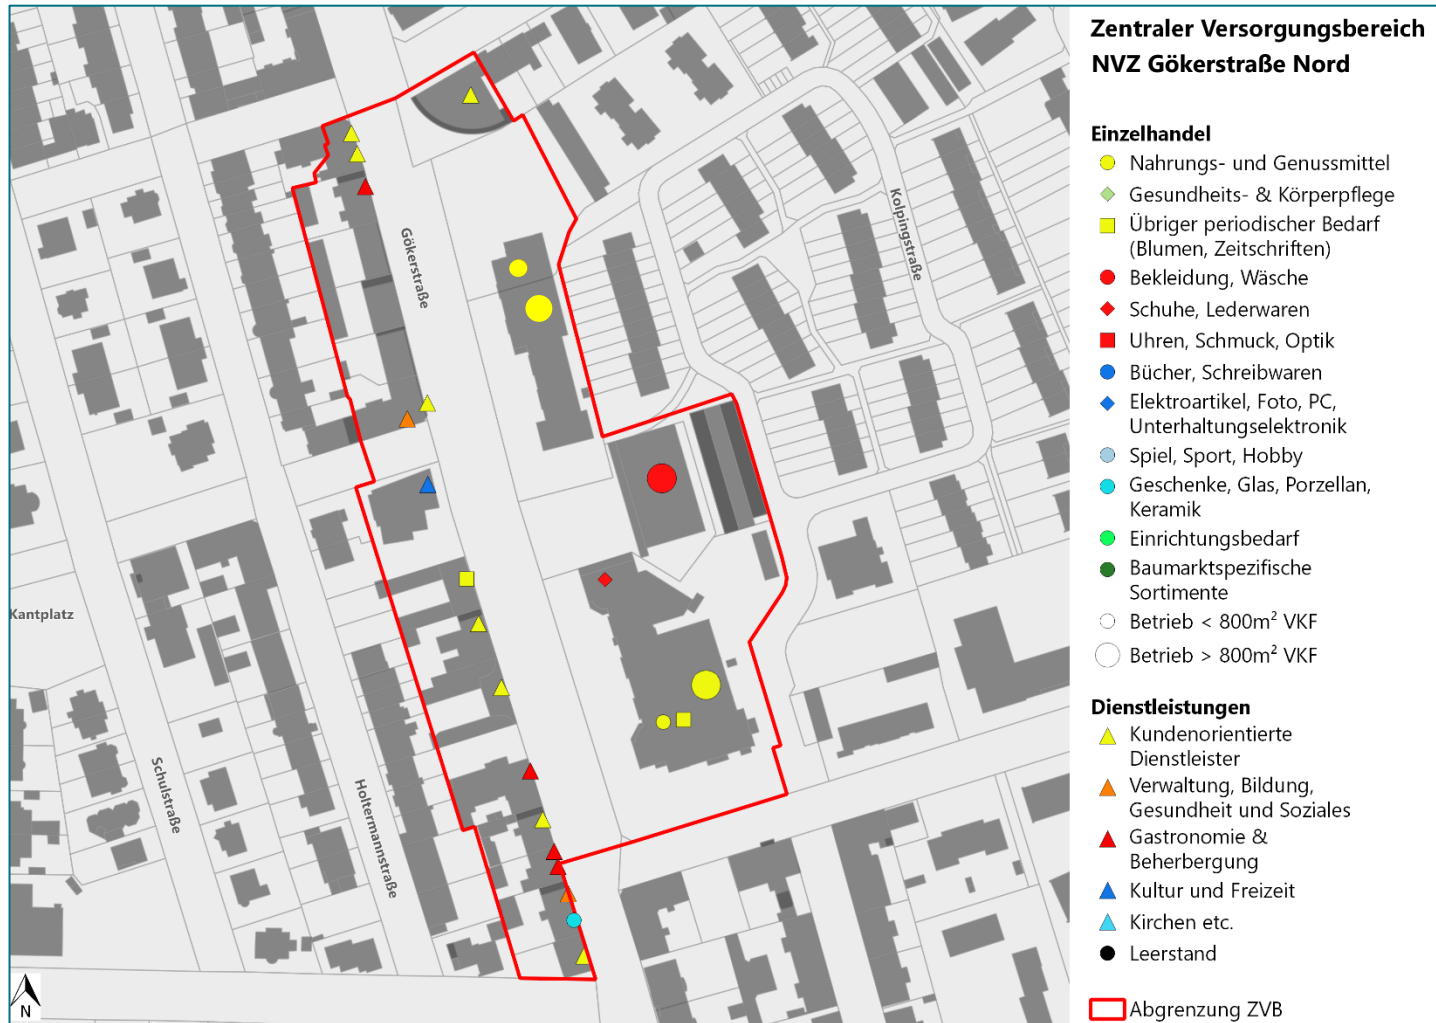 Zentraler Versorgungsbereich
NVZ Gökerstraße Nord
Einzelhandel
Nahrungs- und Genussmittel
Gesundheits- & Körperpflege
Übriger periodischer Bedarf
(Blumen, Zeitschriften)
Bekleidung, Wäsche
Schuhe, Lederwaren
Uhren, Schmuck, Optik
Bücher, Schreibwaren
Elektroartikel, Foto, PC,
Unterhaltungselektronik
Spiel, Sport, Hobby
Geschenke, Glas, Porzellan,
Keramik
Einrichtungsbedarf
Baumarktspezifische
Sortimente
Betrieb < 800m² VKF
Betrieb > 800m² VKF
Dienstleistungen
Kundenorientierte
Dienstleister
Verwaltung, Bildung,
Gesundheit und Soziales
Gastronomie &
Beherbergung
Kultur und Freizeit
Kirchen etc.
Leerstand
Abgrenzung ZVB
Gökerstraße
Kolpingstraße
Kantplatz
Schulstraße
Holtermannstraße
N